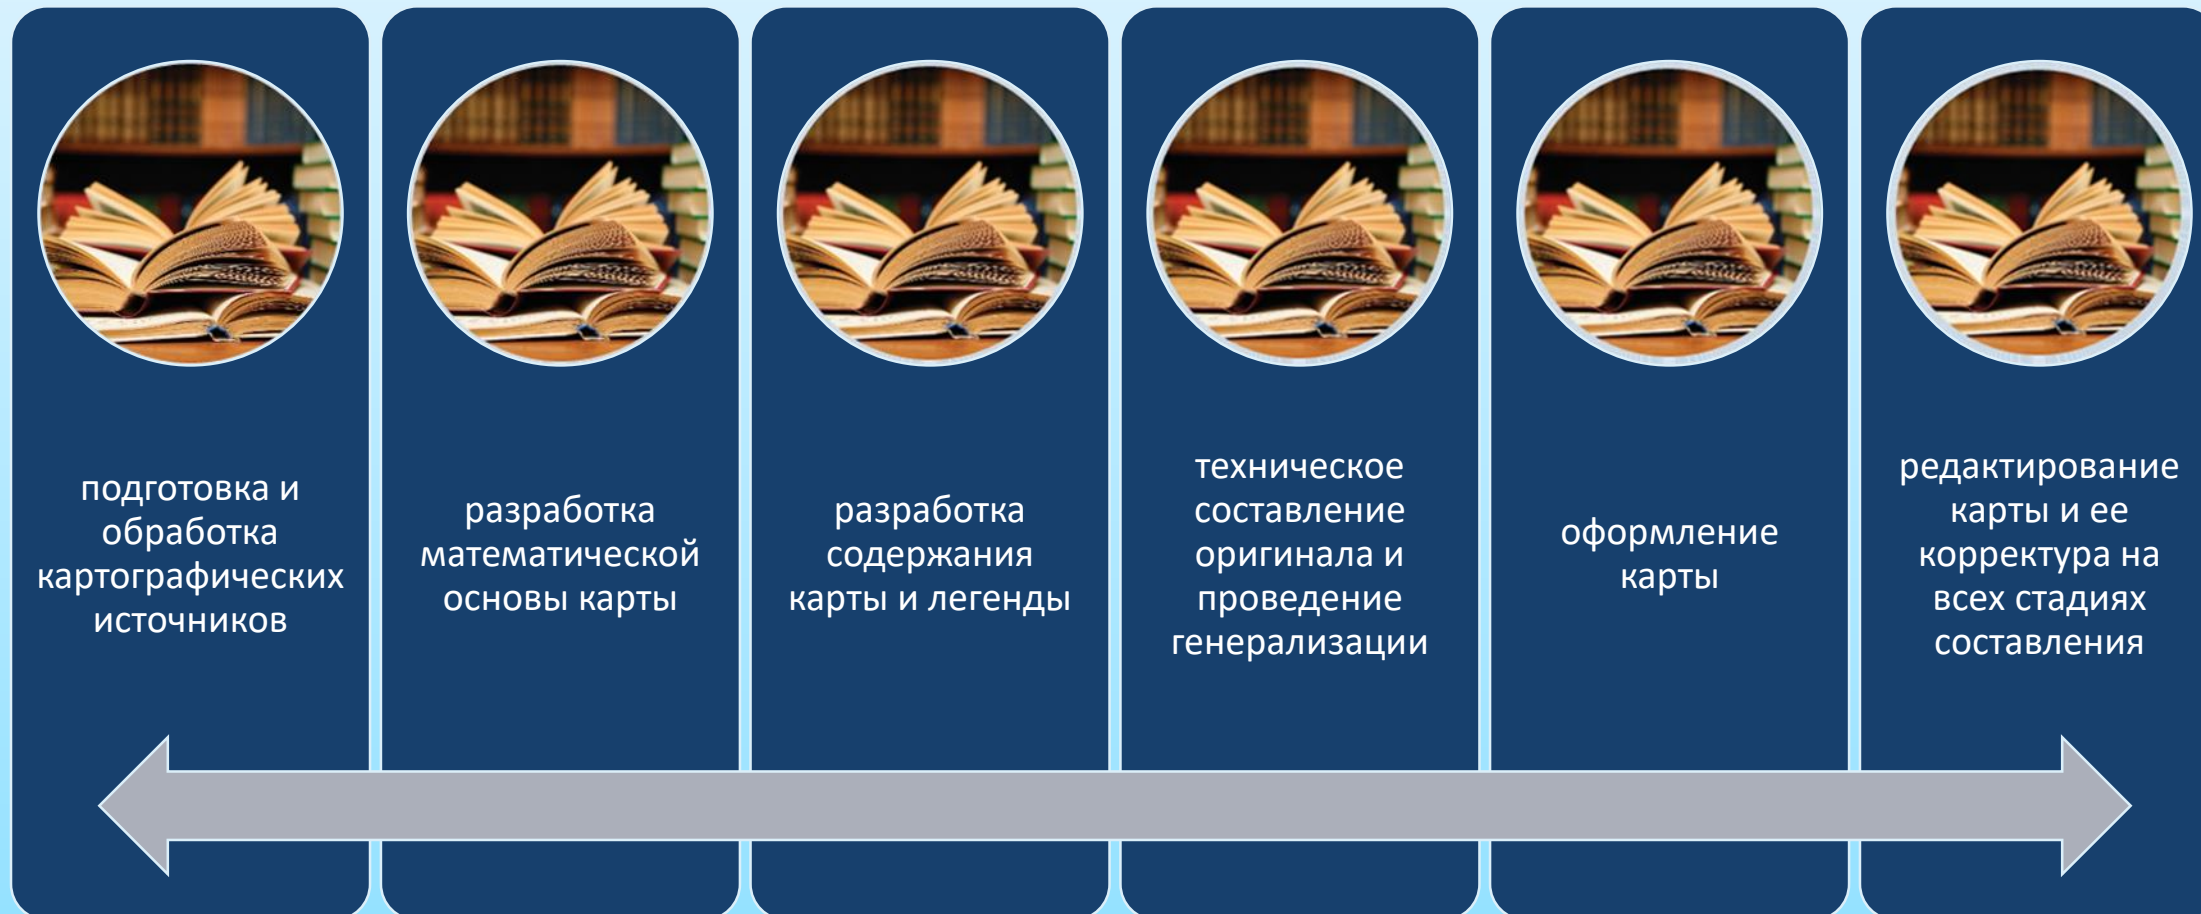 подготовка и
обработка
картографических
источников
разработка
математической
основы карты
разработка
содержания
карты и легенды
техническое
составление
оригинала и
проведение
генерализации
оформление
карты
редактирование
карты и ее
корректура на
всех стадиях
составления